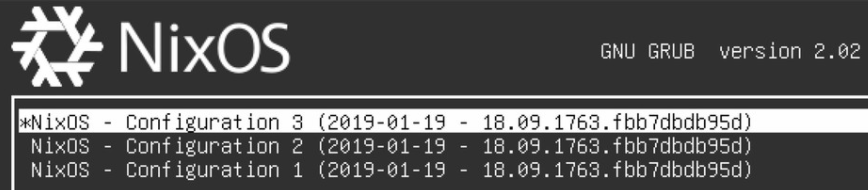 NixOS
GNU GRUB version 2.02
*NixOS - Configuration 3 (2019-01-19 - 18.09.1763.fbb7dbdb95d)
NixOS - Configuration 2 (2019-01-19 - 18.09.1763.fbb7dbdb95d)
NixOS - Configuration 1 (2019-01-19 - 18.09.1763.fbb7dbdb95d)